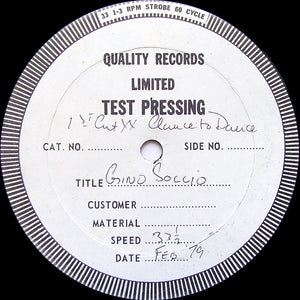 33 1-3 RPM STROBE 60 CYCLE
QUALITY RECORDS
LIMITED
TEST PRESSING
1st Cut XX Chance to Dance
CAT. NO. SIDE NO.
TITLE Gino Soccio
CUSTOMER
MATERIAL
SPEED 33⅓
DATE Feb 79